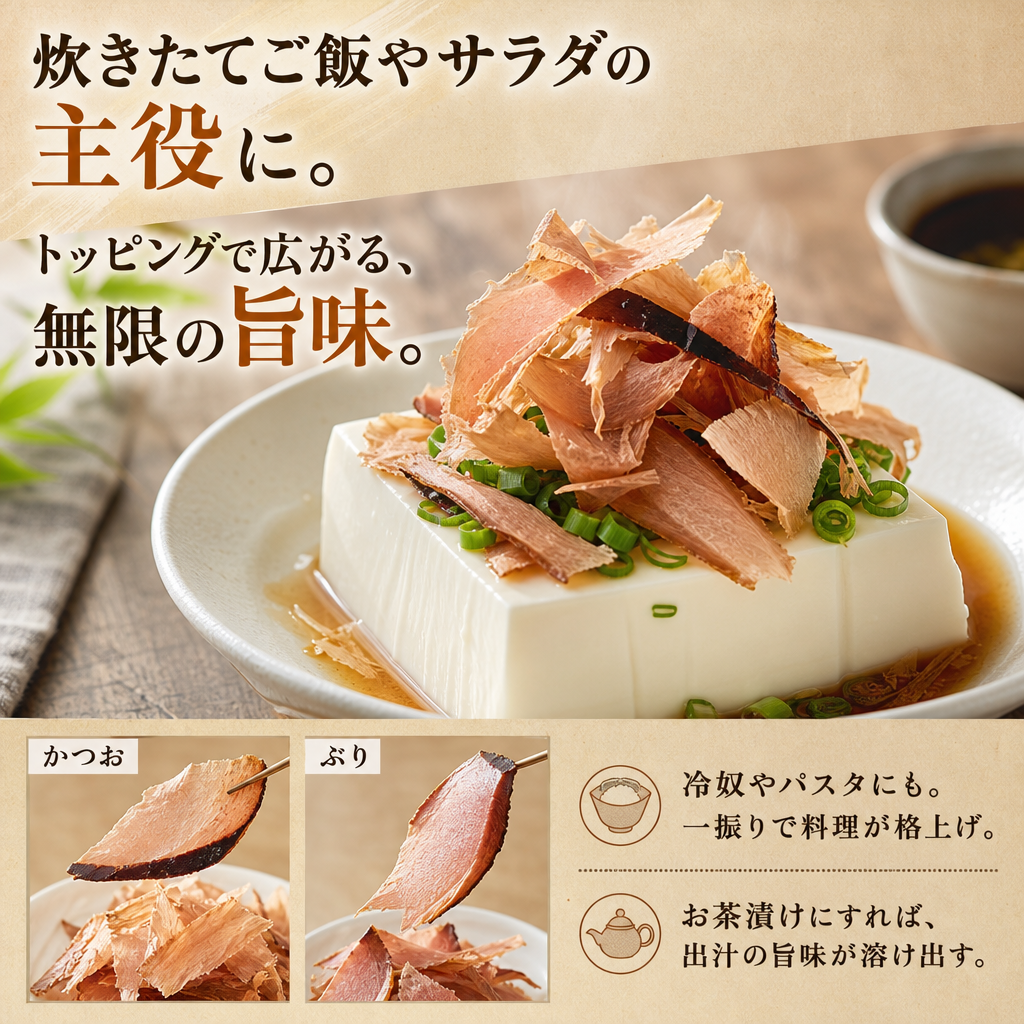 炊きたてご飯やサラダの
主役に。
トッピングで広がる、
無限の旨味。
かつお
ぶり
冷奴やパスタにも。
一振りで料理が格上げ。
お茶漬けにすれば、
出汁の旨味が溶け出す。